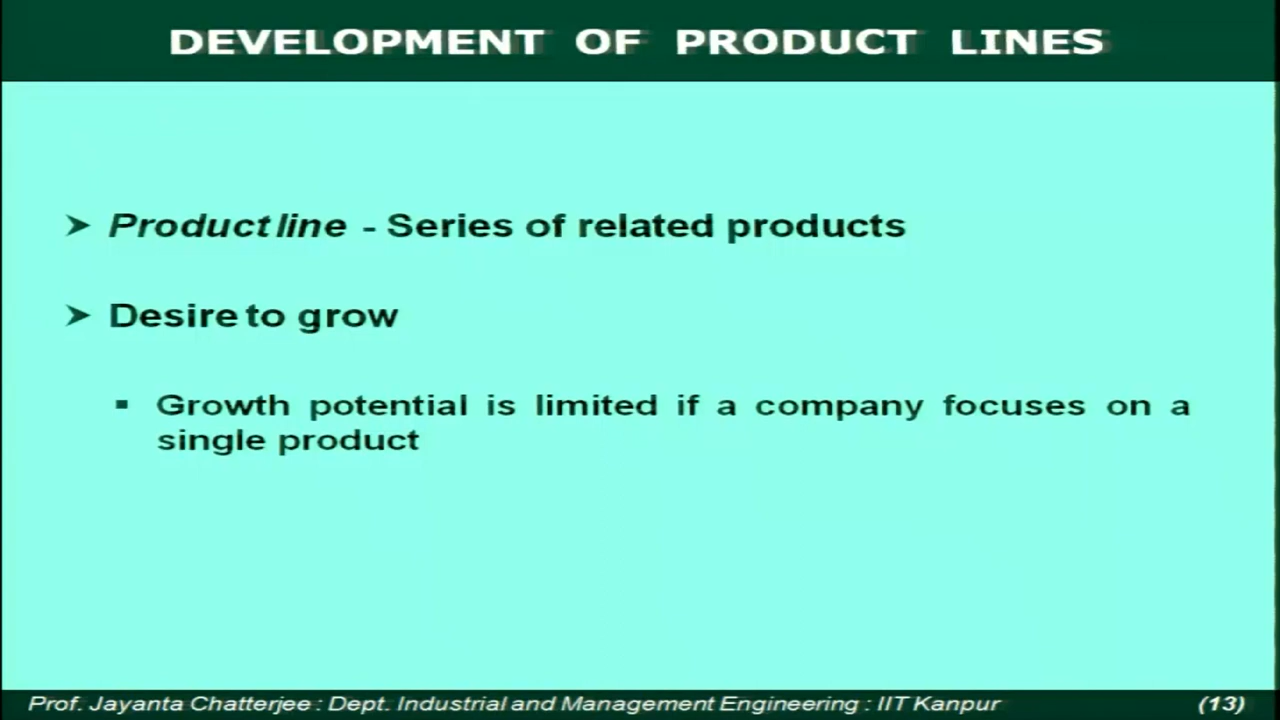 DEVELOPMENT OF PRODUCT LINES
➤ Product line - Series of related products
➤ Desire to grow
▪ Growth potential is limited if a company focuses on a
single product
Prof. Jayanta Chatterjee : Dept. Industrial and Management Engineering : IIT Kanpur (13)